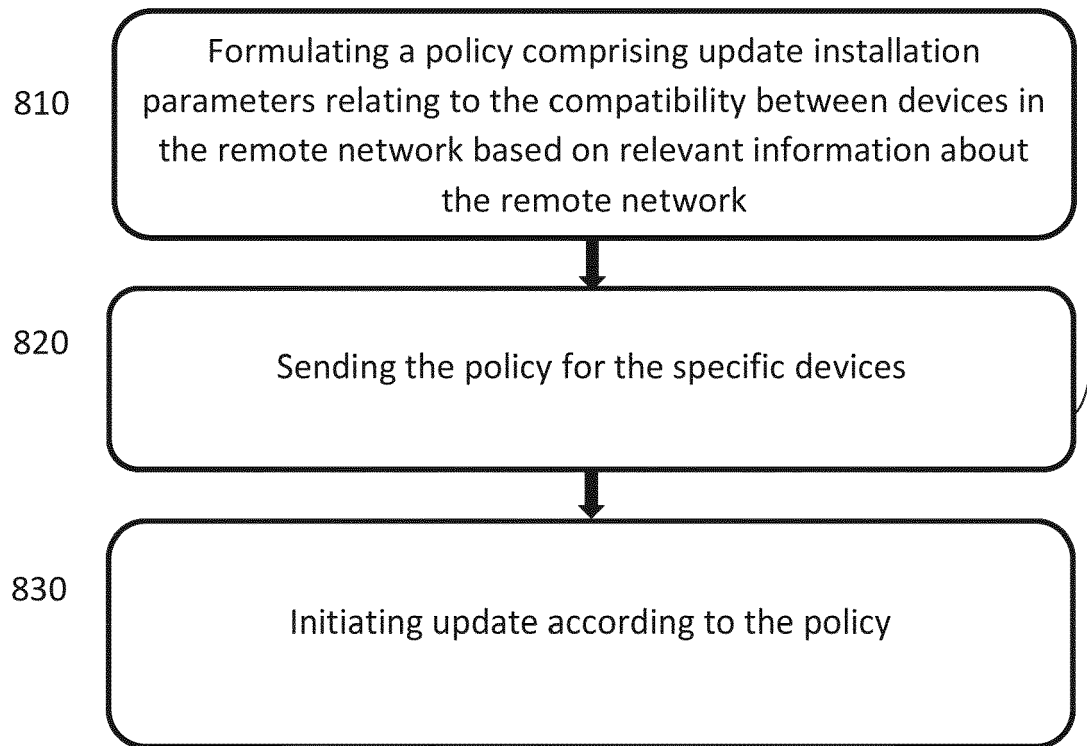 810
Formulating a policy comprising update installation
parameters relating to the compatibility between devices in
the remote network based on relevant information about
the remote network
820
Sending the policy for the specific devices
830
Initiating update according to the policy